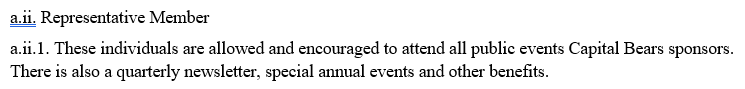 a.ii. Representative Member
a.ii.1. These individuals are allowed and encouraged to attend all public events Capital Bears sponsors.
There is also a quarterly newsletter, special annual events and other benefits.